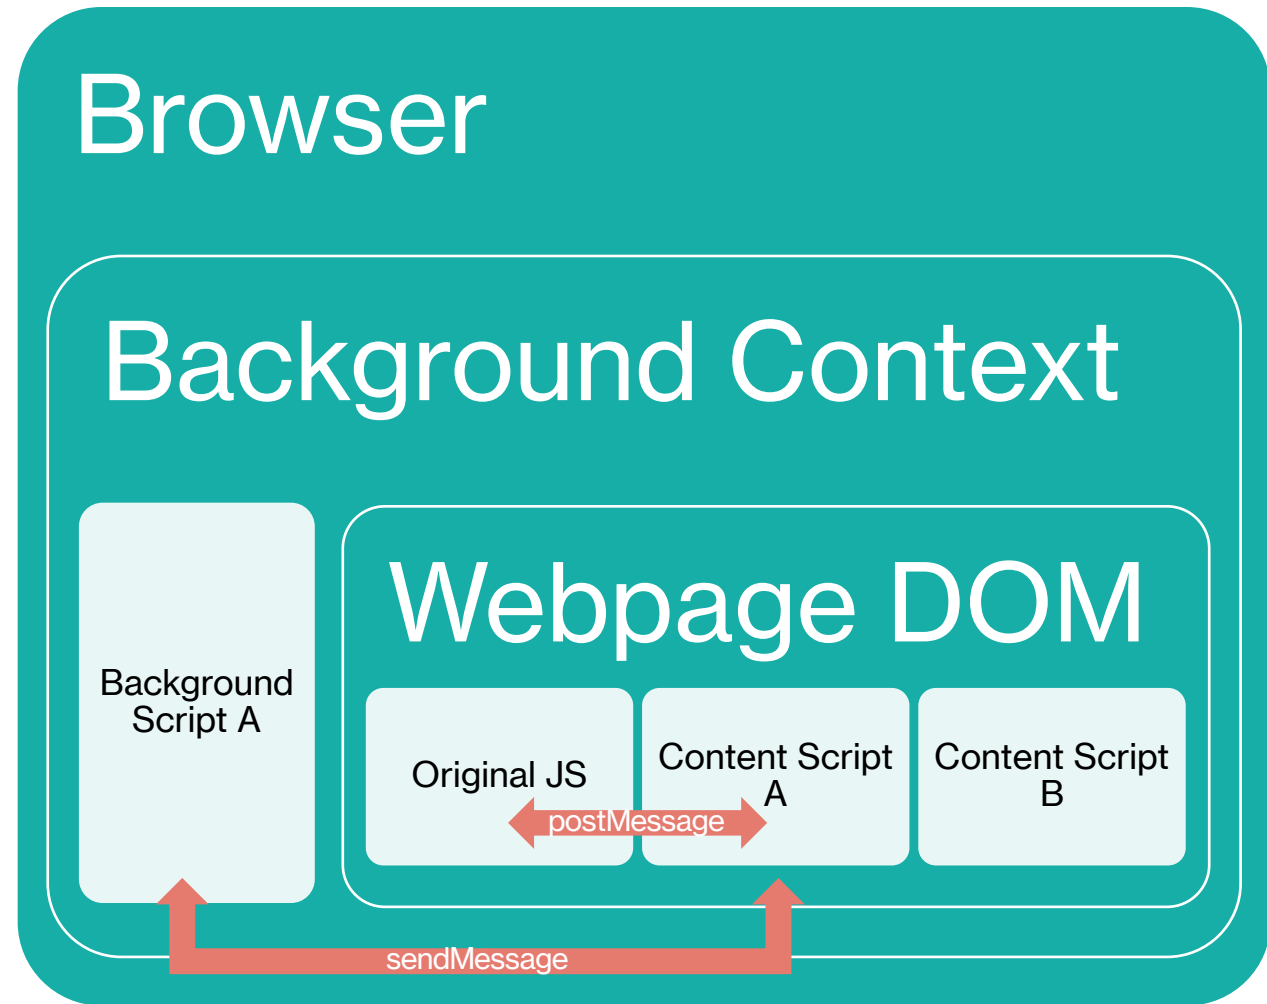 Browser
Background Context
Webpage DOM
Background
Script A
Original JS
Content Script
A
Content Script
B
postMessage
sendMessage